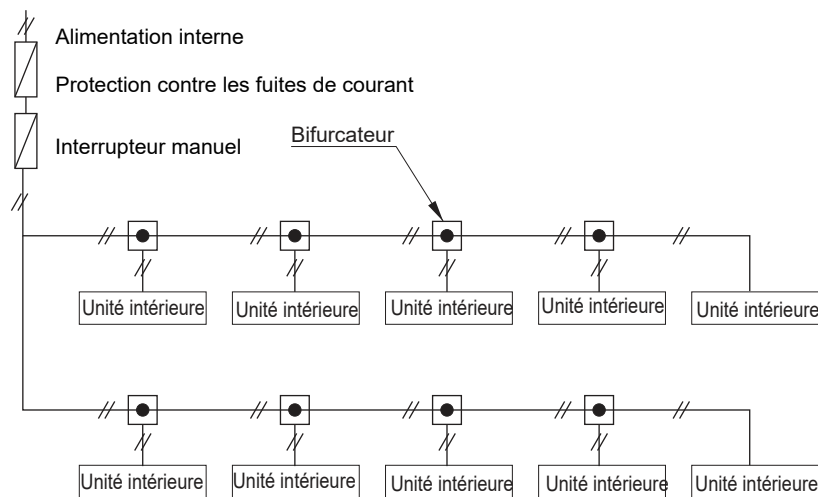 Alimentation interne
Protection contre les fuites de courant
Interrupteur manuel
Bifurcateur
Unité intérieure
Unité intérieure
Unité intérieure
Unité intérieure
Unité intérieure
Unité intérieure
Unité intérieure
Unité intérieure
Unité intérieure
Unité intérieure